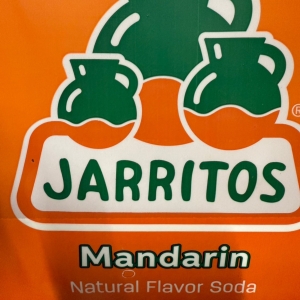 ®
JARRITOS
Mandarin
Natural Flavor Soda